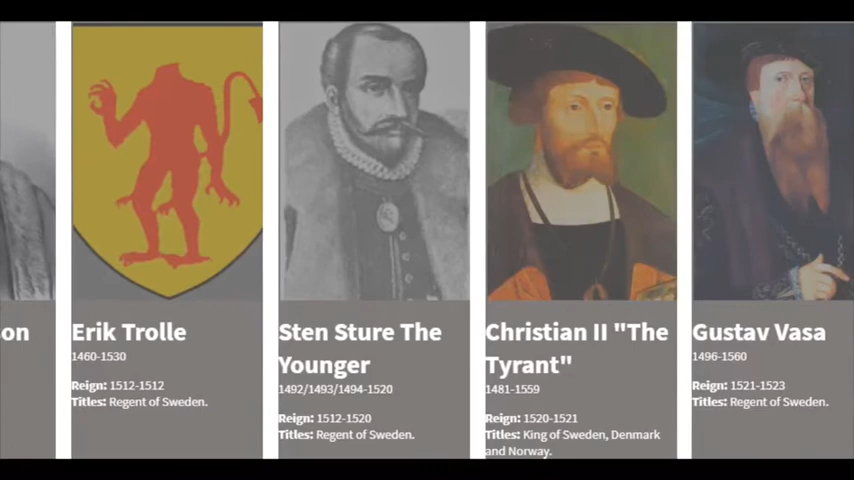 on
Erik Trolle
1460-1530
Reign: 1512-1512
Titles: Regent of Sweden.
Sten Sture The
Younger
1492/1493/1494-1520
Reign: 1512-1520
Titles: Regent of Sweden.
Christian II "The
Tyrant"
1481-1559
Reign: 1520-1521
Titles: King of Sweden, Denmark
and Norway.
Gustav Vasa
1496-1560
Reign: 1521-1523
Titles: Regent of Sweden.